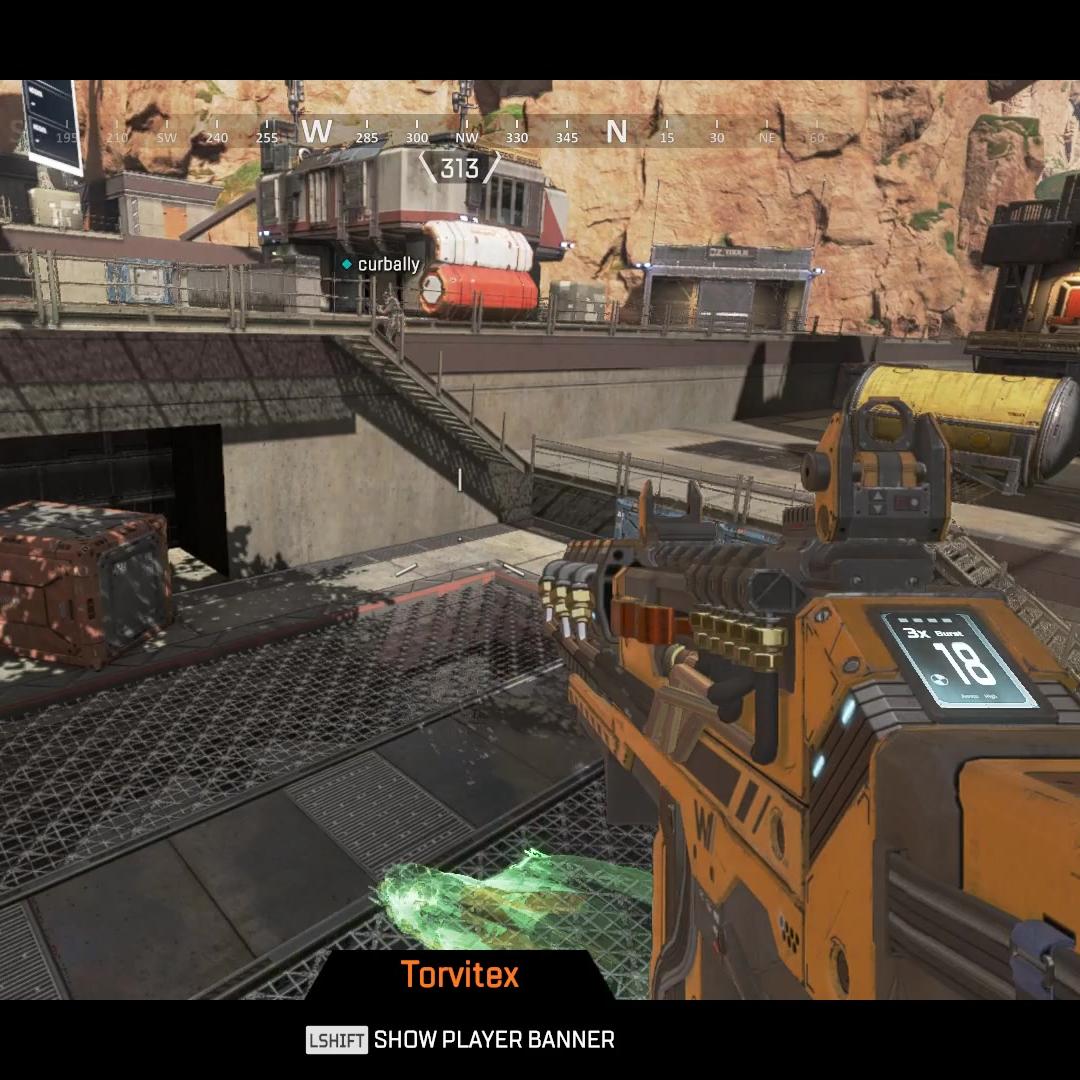 195 210 SW 240 255 W 285 300 NW 330 345 N 15 30 NE 60
313
curbally
3x Burst
18
W
Torvitex
LSHIFT SHOW PLAYER BANNER